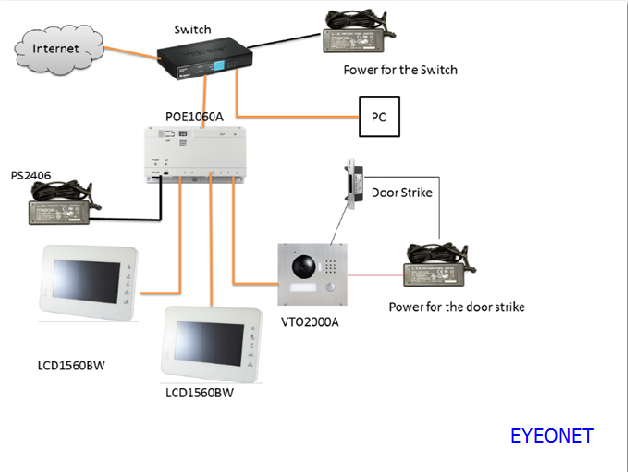 Switch
Internet
Power for the Switch
POE1060A
PC
PS2406
Door Strike
Power for the door strike
VTO2000A
LCD1560BW
LCD1560BW
EYEONET